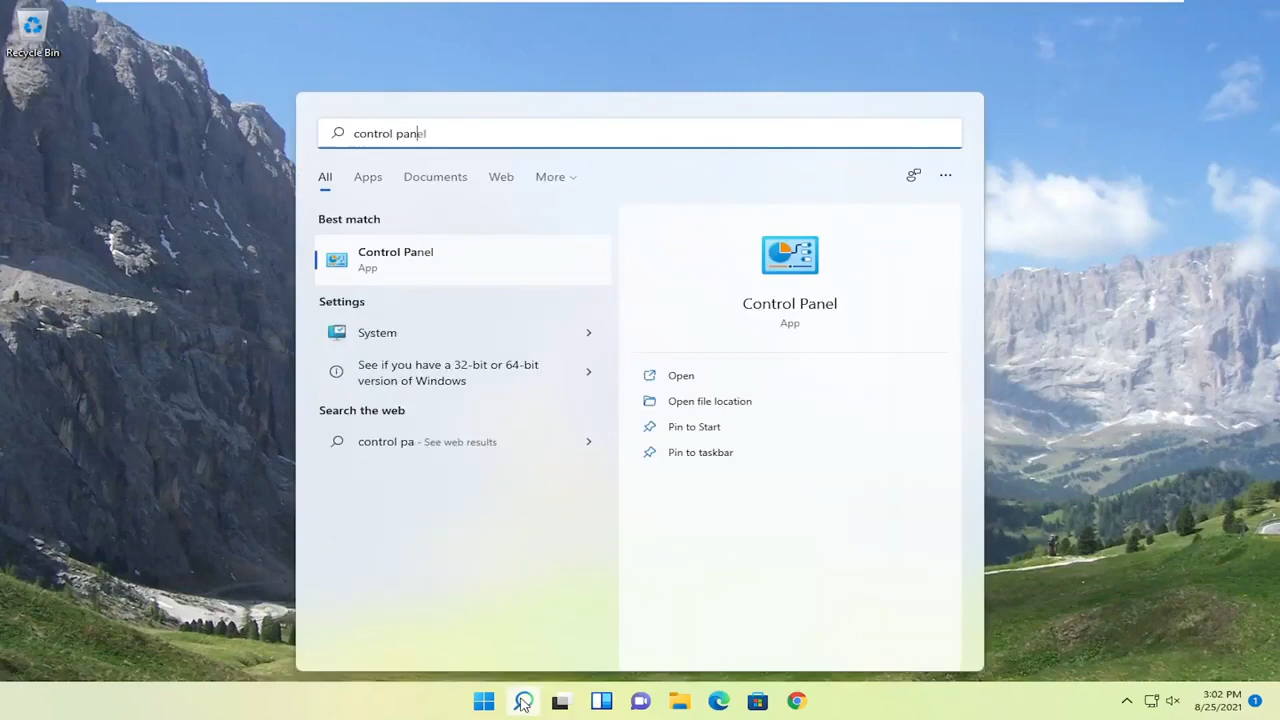 Recycle Bin
control panel
All Apps Documents Web More
Best match
Control Panel
App
Settings
System
See if you have a 32-bit or 64-bit
version of Windows
Search the web
control pa - See web results
Control Panel
App
Open
Open file location
Pin to Start
Pin to taskbar
3:02 PM
8/25/2021
1